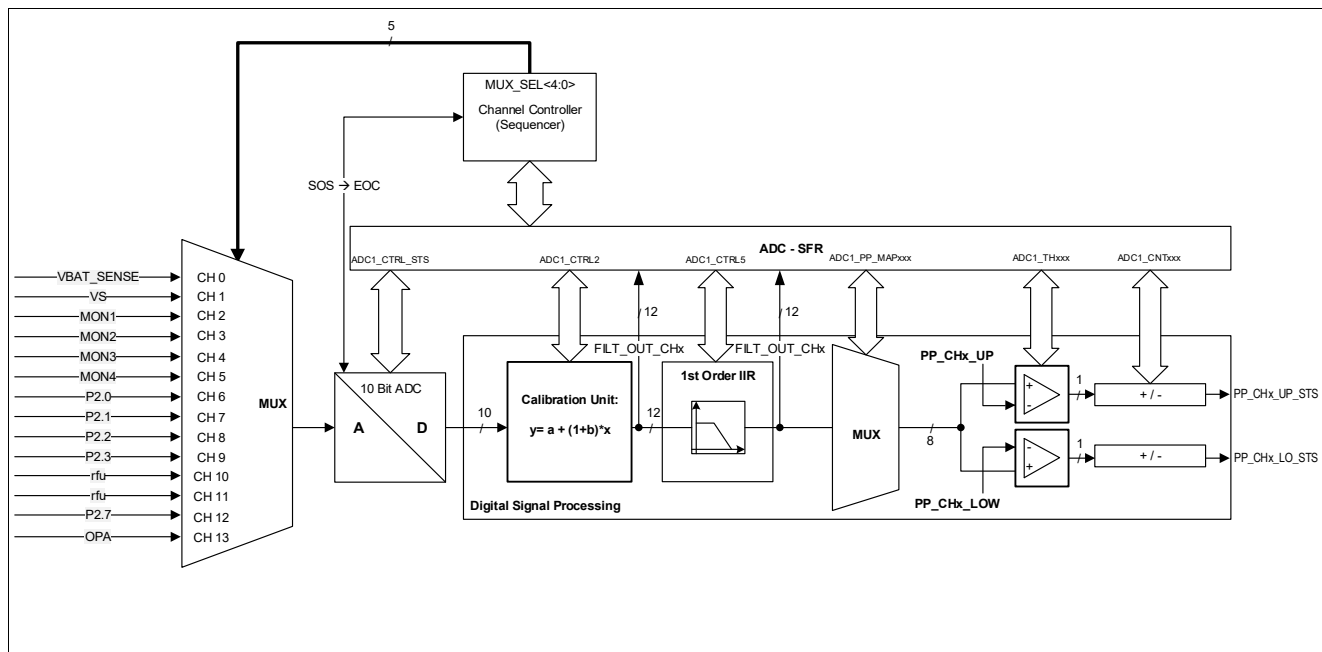 5
MUX_SEL<4:0>
Channel Controller
(Sequencer)
SOS → EOC
ADC - SFR
ADC1_CTRL_STS
ADC1_CTRL2
ADC1_CTRL5
ADC1_PP_MAPxxx
ADC1_THxxx
ADC1_CNTxxx
VBAT_SENSE
CH 0
VS
CH 1
MON1
CH 2
MON2
CH 3
MON3
CH 4
MON4
CH 5
P2.0
CH 6
P2.1
CH 7
P2.2
CH 8
P2.3
CH 9
rfu
CH 10
rfu
CH 11
P2.7
CH 12
OPA
CH 13
MUX
10 Bit ADC
A
D
10
12
12
FILT_OUT_CHx
FILT_OUT_CHx
Calibration Unit:
y= a + (1+b)*x
12
1st Order IIR
MUX
8
PP_CHx_UP
+
-
1
+ / -
PP_CHx_UP_STS
-
+
1
+ / -
PP_CHx_LO_STS
PP_CHx_LOW
Digital Signal Processing